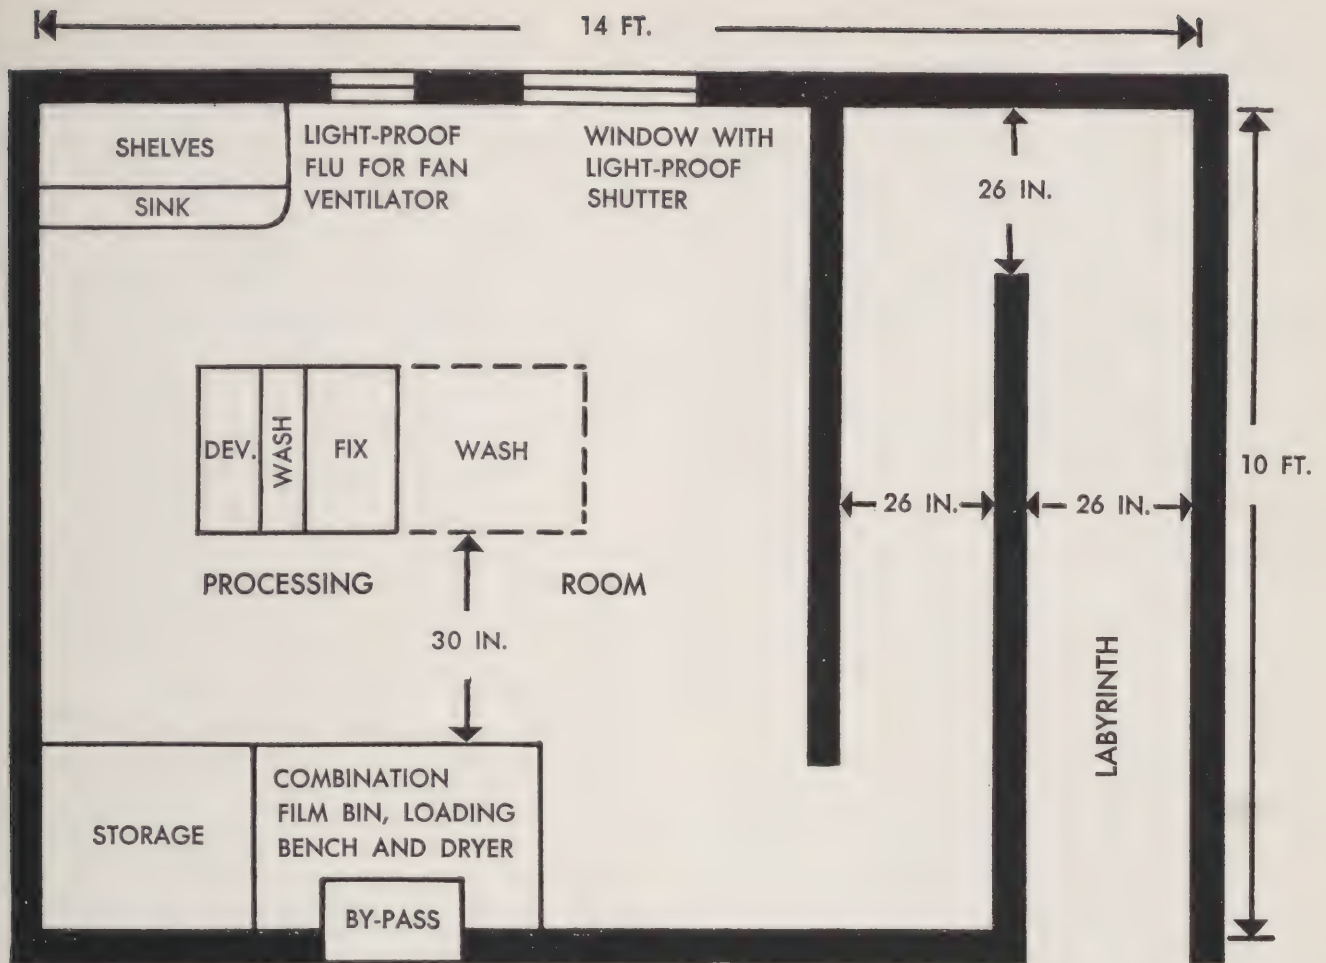 14 FT.
SHELVES
SINK
LIGHT-PROOF
FLU FOR FAN
VENTILATOR
WINDOW WITH
LIGHT-PROOF
SHUTTER
26 IN.
DEV.
WASH
FIX
WASH
26 IN.
26 IN.
10 FT.
PROCESSING ROOM
30 IN.
LABYRINTH
STORAGE
COMBINATION
FILM BIN, LOADING
BENCH AND DRYER
BY-PASS